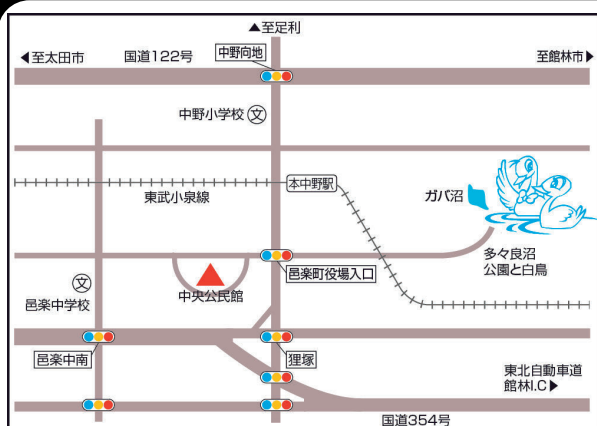 ▲至足利
◀至太田市
国道122号
中野向地
至館林市▶
中野小学校
文
東武小泉線
本中野駅
ガバ沼
多々良沼
公園と白鳥
邑楽町役場入口
中央公民館
文
邑楽中学校
邑楽中南
狸塚
東北自動車道
館林I.C▶
国道354号